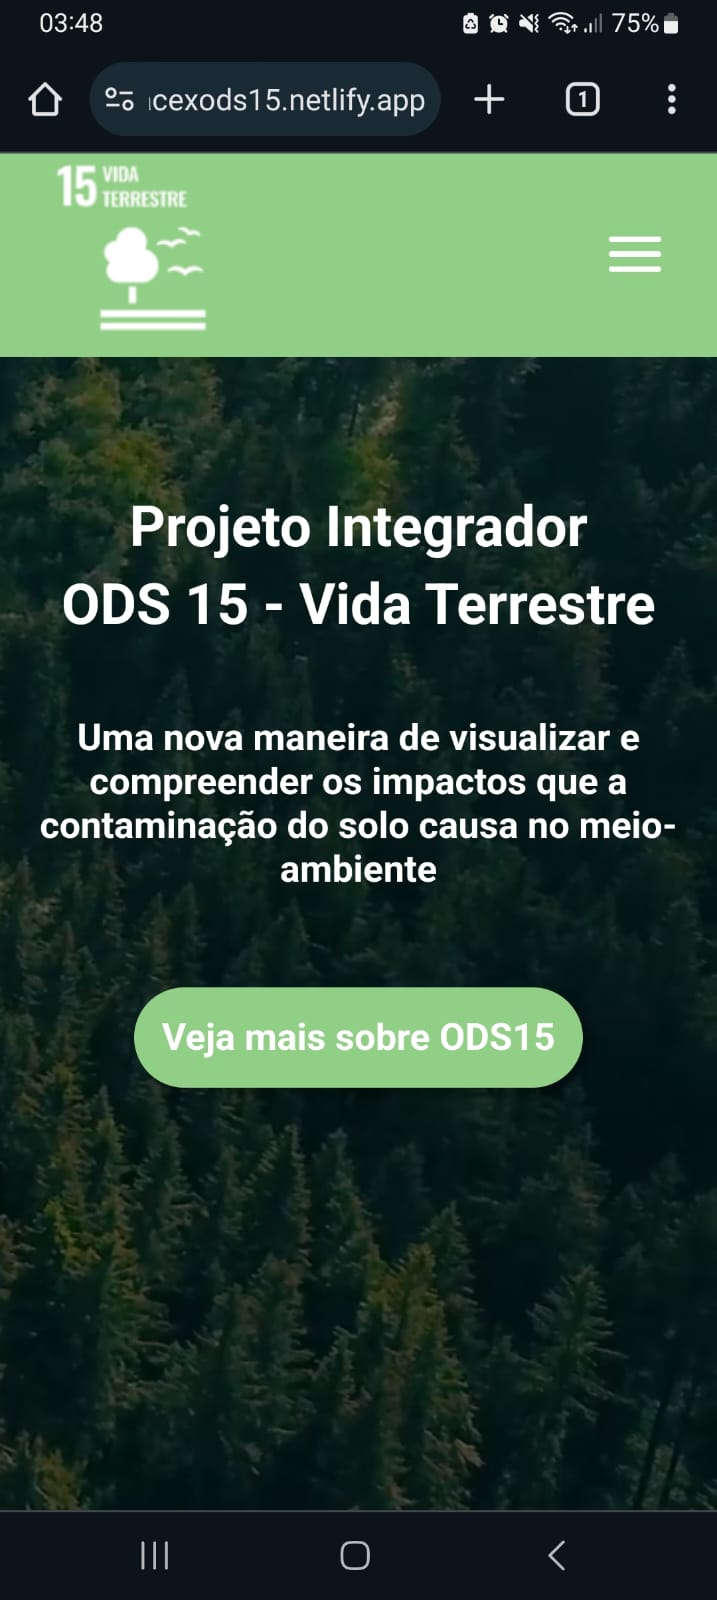 03:48
75%
cexods15.netlify.app
1
15 VIDA
TERRESTRE
Projeto Integrador
ODS 15 - Vida Terrestre
Uma nova maneira de visualizar e
compreender os impactos que a
contaminação do solo causa no meio-
ambiente
Veja mais sobre ODS15